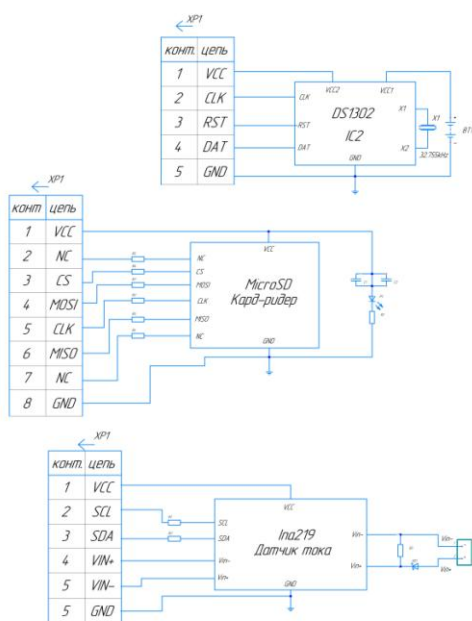 XP1
конт. цепь
1 VCC
2 CLK
3 RST
4 DAT
5 GND
CLK
RST
DAT
VCC2
VCC1
DS1302
IC2
GND
X1
X2
X1
XP1
конт цепь
1 VCC
2 NC
3 CS
4 MOSI
5 CLK
6 MISO
7 NC
8 GND
NC
CS
MOSI
CLK
MISO
NC
VCC
MicroSD
Кард-ридер
GND
XP1
конт. цепь
1 VCC
2 SCL
3 SDA
4 VIN+
5 VIN-
5 GND
SCL
SDA
Vin-
Vin+
VCC
Ina219
Датчик тока
GND
Vin-
Vin+
Vin-
Vin+